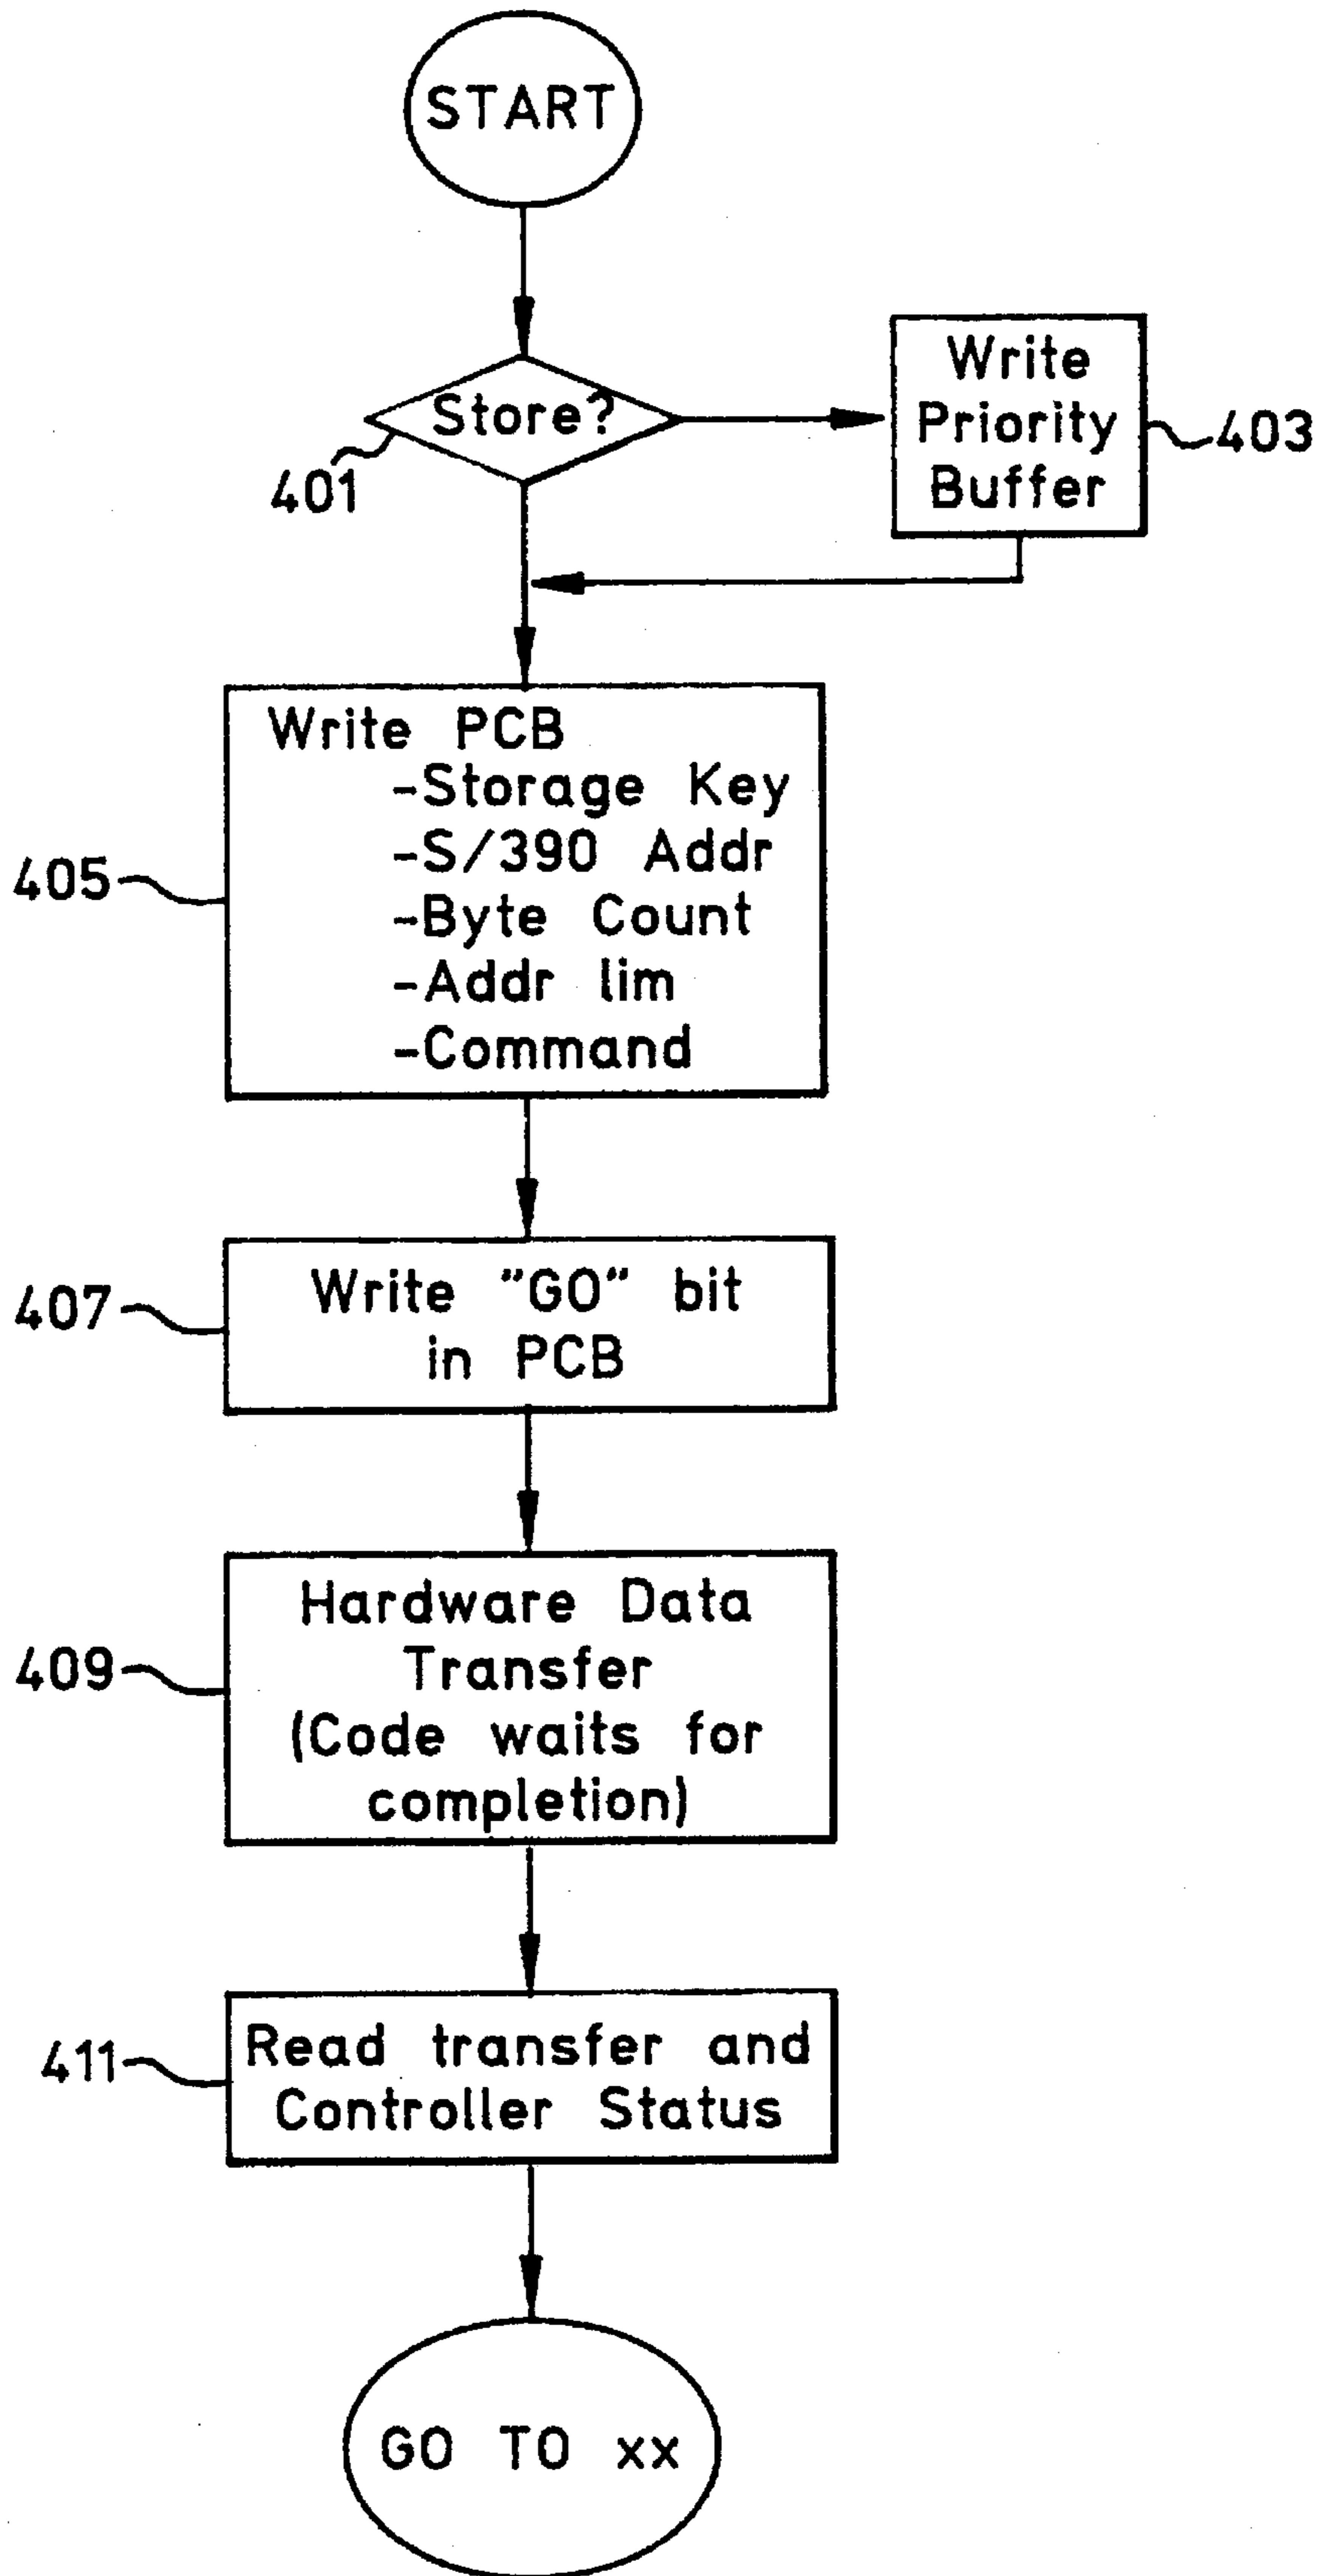 START
Store?
401
Write
Priority
Buffer
403
Write PCB
-Storage Key
-S/390 Addr
-Byte Count
-Addr lim
-Command
405
Write "GO" bit
in PCB
407
Hardware Data
Transfer
(Code waits for
completion)
409
Read transfer and
Controller Status
411
GO TO xx